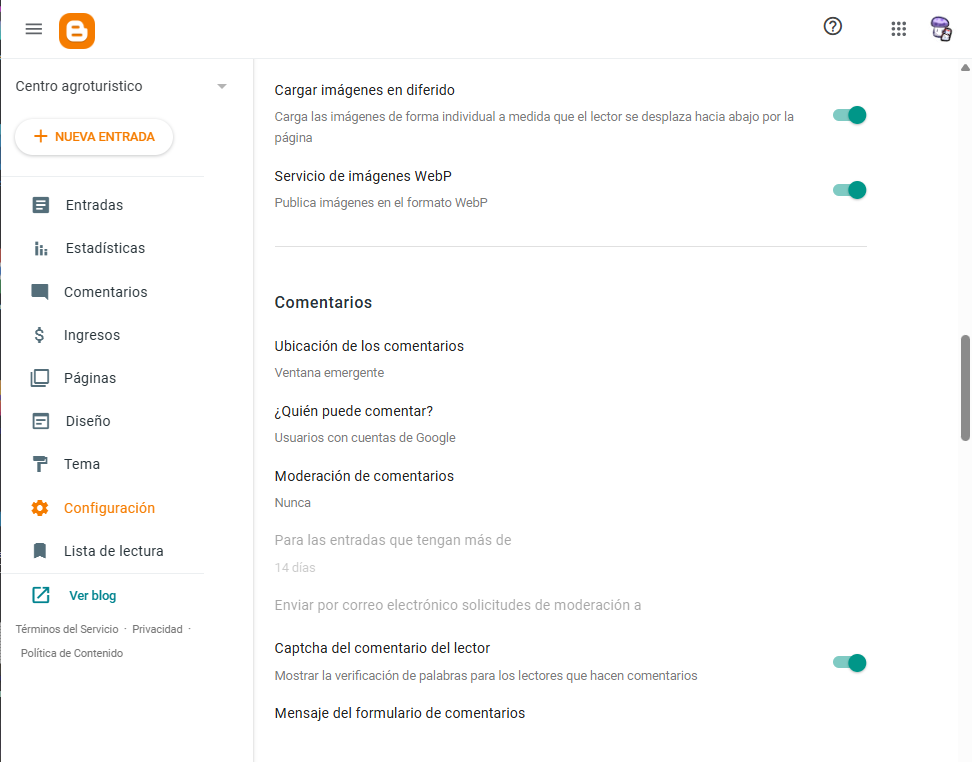 Centro agroturistico
NUEVA ENTRADA
Entradas
Estadísticas
Comentarios
Ingresos
Páginas
Diseño
Tema
Configuración
Lista de lectura
Ver blog
Términos del Servicio · Privacidad ·
Política de Contenido
Cargar imágenes en diferido
Carga las imágenes de forma individual a medida que el lector se desplaza hacia abajo por la
página
Servicio de imágenes WebP
Publica imágenes en el formato WebP
Comentarios
Ubicación de los comentarios
Ventana emergente
¿Quién puede comentar?
Usuarios con cuentas de Google
Moderación de comentarios
Nunca
Para las entradas que tengan más de
14 días
Enviar por correo electrónico solicitudes de moderación a
Captcha del comentario del lector
Mostrar la verificación de palabras para los lectores que hacen comentarios
Mensaje del formulario de comentarios